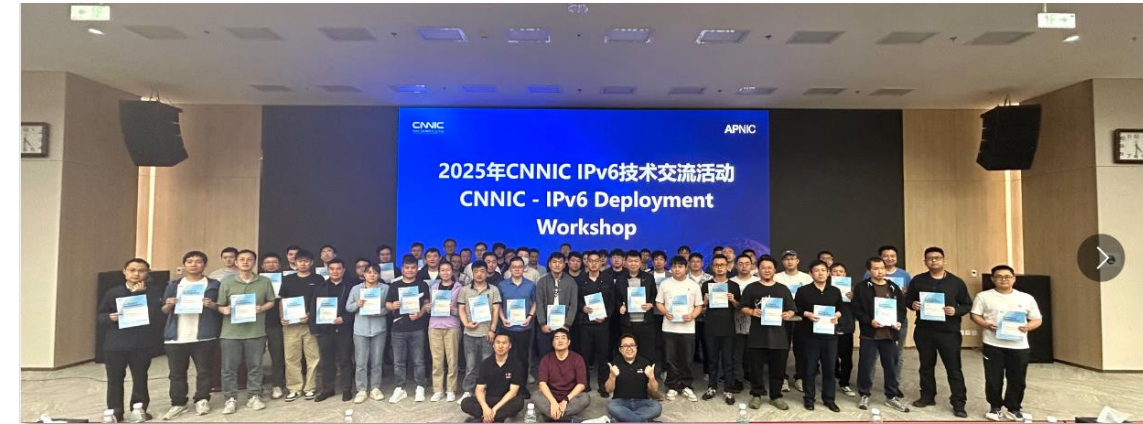 CNNIC
APNIC
2025年CNNIC IPv6技术交流活动
CNNIC - IPv6 Deployment
Workshop